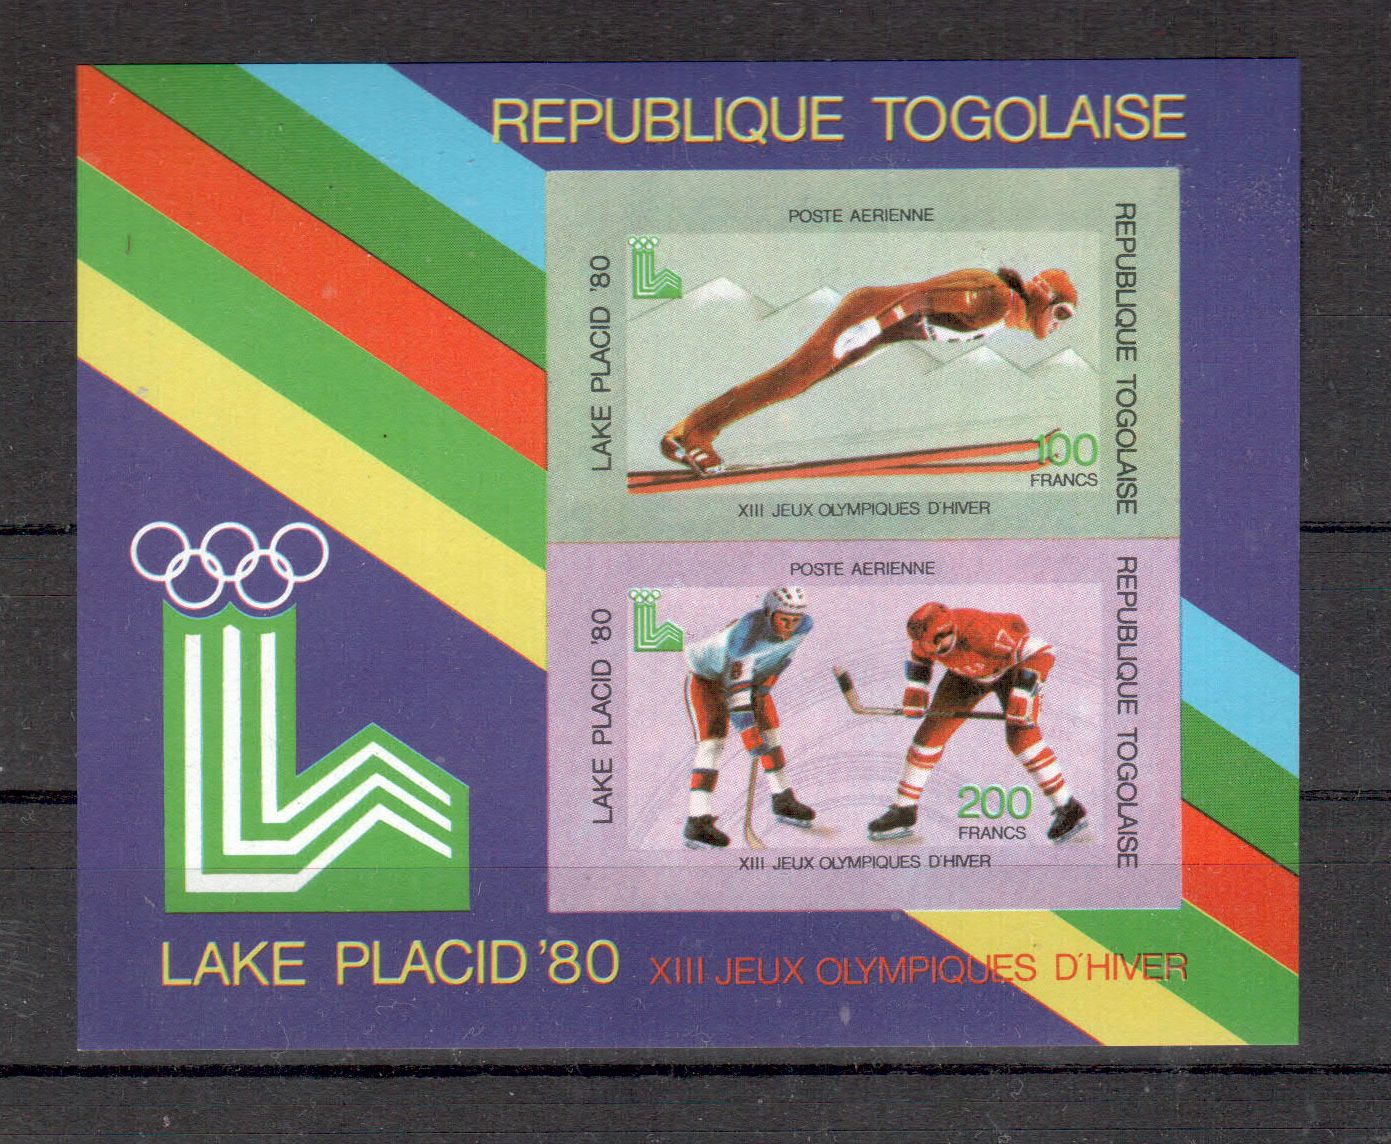 REPUBLIQUE TOGOLAISE
POSTE AERIENNE
LAKE PLACID '80
REPUBLIQUE TOGOLAISE
100
FRANCS
XIII JEUX OLYMPIQUES D'HIVER
POSTE AERIENNE
LAKE PLACID '80
REPUBLIQUE TOGOLAISE
17
200
FRANCS
XIII JEUX OLYMPIQUES D'HIVER
LAKE PLACID '80
XIII JEUX OLYMPIQUES D'HIVER